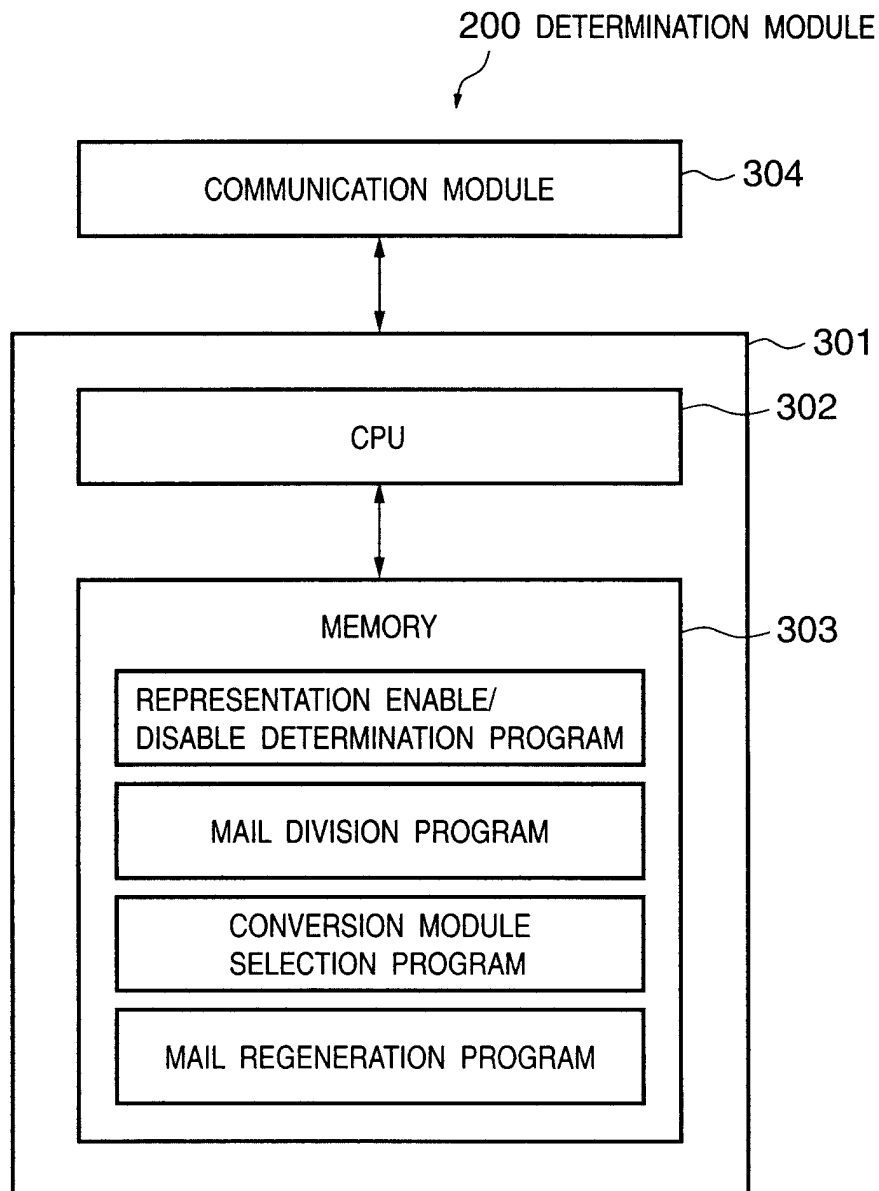 200 DETERMINATION MODULE
COMMUNICATION MODULE
304
301
302
CPU
MEMORY
303
REPRESENTATION ENABLE/
DISABLE DETERMINATION PROGRAM
MAIL DIVISION PROGRAM
CONVERSION MODULE
SELECTION PROGRAM
MAIL REGENERATION PROGRAM